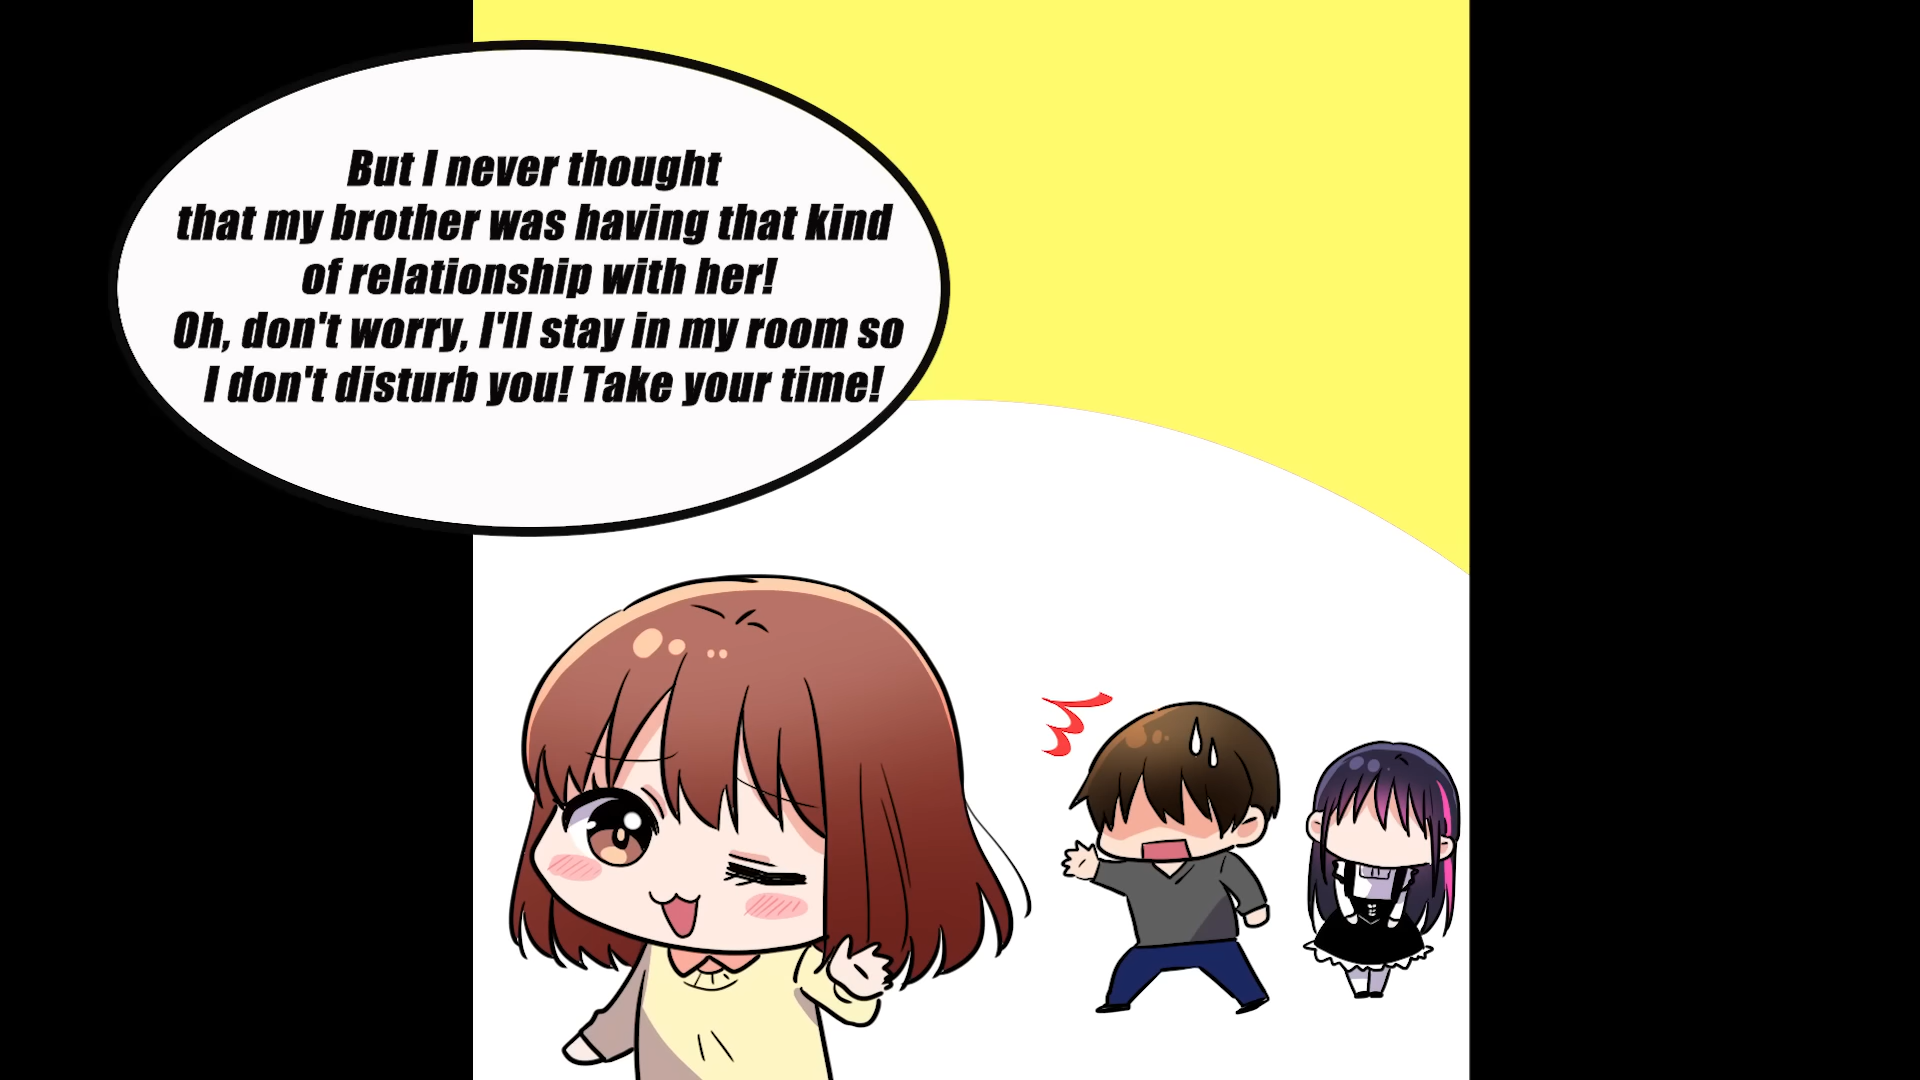 But I never thought
that my brother was having that kind
of relationship with her!
Oh, don't worry, I'll stay in my room so
I don't disturb you! Take your time!